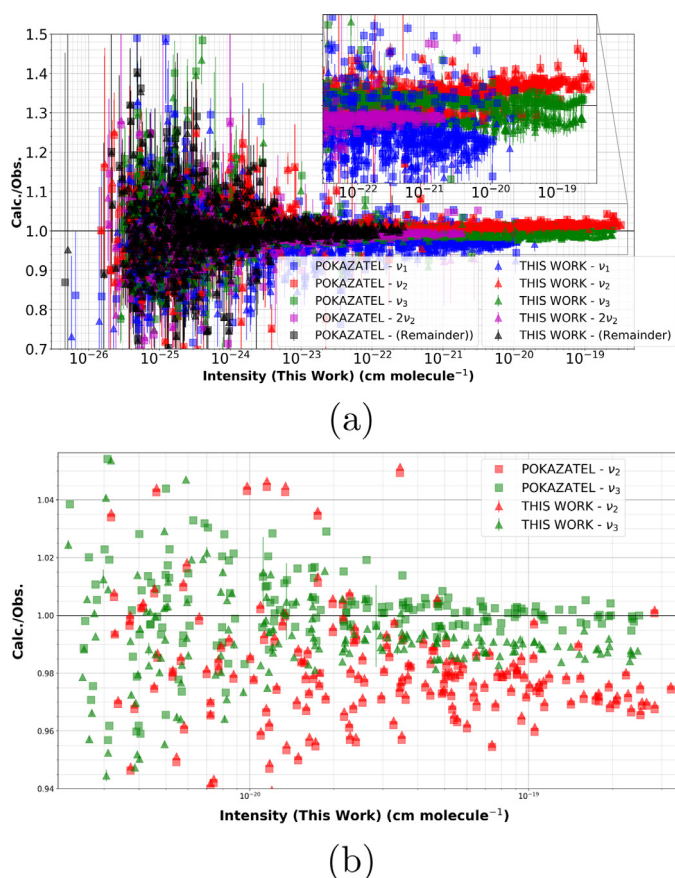 1.5
1.4
1.3
1.2
1.1
1.0
0.9
0.8
0.7
Calc./Obs.
10⁻²² 10⁻²¹ 10⁻²⁰ 10⁻¹⁹
POKAZATEL - ν₁ THIS WORK - ν₁
POKAZATEL - ν₂ THIS WORK - ν₂
POKAZATEL - ν₃ THIS WORK - ν₃
POKAZATEL - 2ν₂ THIS WORK - 2ν₂
POKAZATEL - (Remainder)) THIS WORK - (Remainder)
10⁻²⁶ 10⁻²⁵ 10⁻²⁴ 10⁻²³ 10⁻²² 10⁻²¹ 10⁻²⁰ 10⁻¹⁹
Intensity (This Work) (cm molecule⁻¹)
(a)
POKAZATEL - ν₂
POKAZATEL - ν₃
THIS WORK - ν₂
THIS WORK - ν₃
1.04
1.02
1.00
0.98
0.96
0.94
Calc./Obs.
10⁻²⁰ 10⁻¹⁹
Intensity (This Work) (cm molecule⁻¹)
(b)